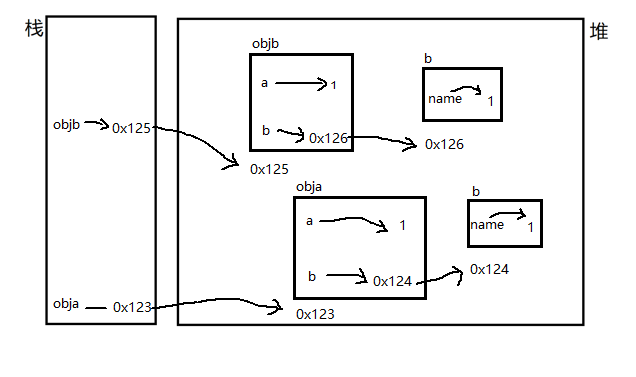 栈
堆
objb
b
a 1
name 1
objb 0x125
b 0x126
0x126
0x125
obja
b
a 1
name 1
b 0x124
0x124
obja 0x123
0x123